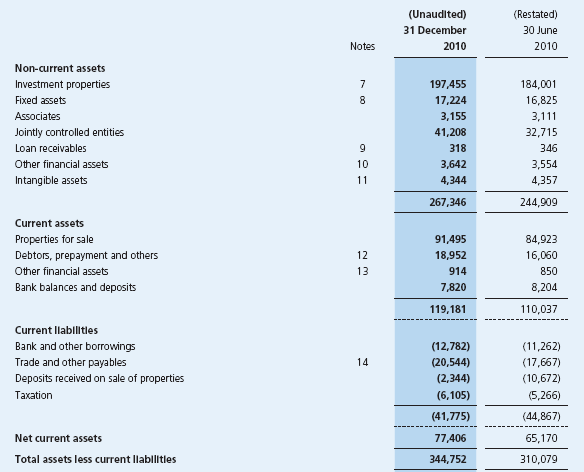 (Unaudited) (Restated)
31 December 30 June
Notes 2010 2010
Non-current assets
Investment properties 7 197,455 184,001
Fixed assets 8 17,224 16,825
Associates 3,155 3,111
Jointly controlled entities 41,208 32,715
Loan receivables 9 318 346
Other financial assets 10 3,642 3,554
Intangible assets 11 4,344 4,357
267,346 244,909
Current assets
Properties for sale 91,495 84,923
Debtors, prepayment and others 12 18,952 16,060
Other financial assets 13 914 850
Bank balances and deposits 7,820 8,204
119,181 110,037
Current liabilities
Bank and other borrowings (12,782) (11,262)
Trade and other payables 14 (20,544) (17,667)
Deposits received on sale of properties (2,344) (10,672)
Taxation (6,105) (5,266)
(41,775) (44,867)
Net current assets 77,406 65,170
Total assets less current liabilities 344,752 310,079